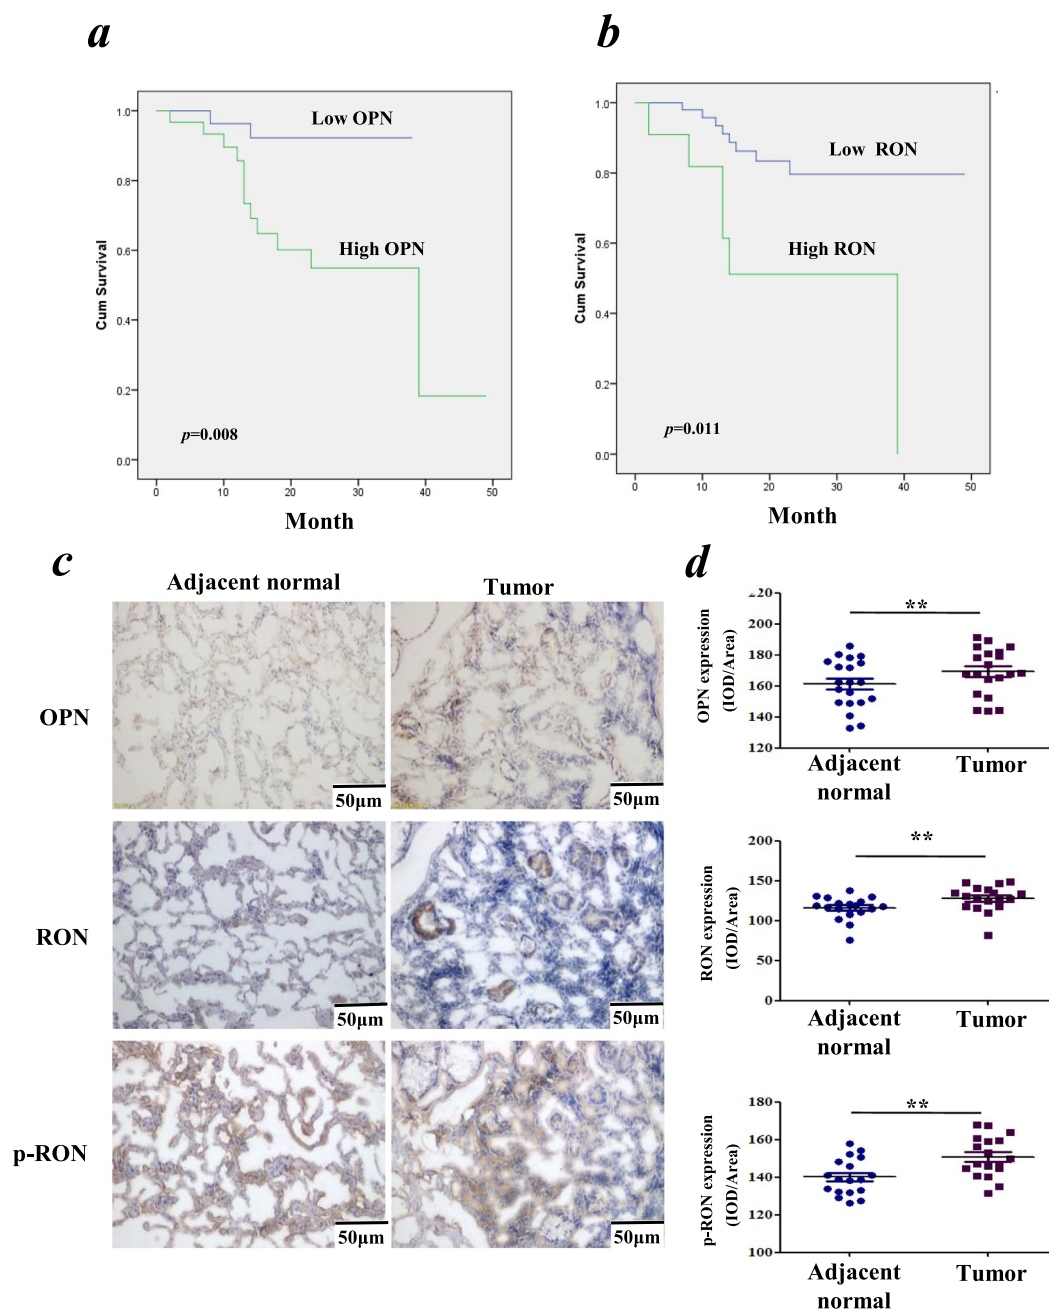 a
Low OPN
High OPN
p=0.008
Cum Survival
1.0
0.8
0.6
0.4
0.2
0.0
0 10 20 30 40 50
Month
b
Low RON
High RON
p=0.011
Cum Survival
1.0
0.8
0.6
0.4
0.2
0.0
0 10 20 30 40 50
Month
c
Adjacent normal
Tumor
OPN
50μm
50μm
RON
50μm
50μm
p-RON
50μm
50μm
d
OPN expression
(IOD/Area)
200
180
160
140
120
**
Adjacent
normal
Tumor
RON expression
(IOD/Area)
200
150
100
50
0
**
Adjacent
normal
Tumor
p-RON expression
(IOD/Area)
180
160
140
120
100
**
Adjacent
normal
Tumor